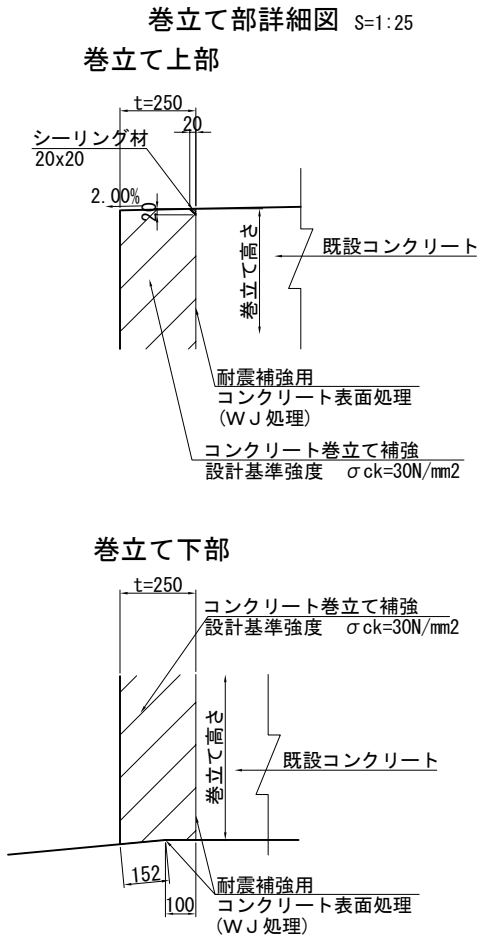 巻立て部詳細図 S=1:25
巻立て上部
t=250
20
シーリング材
20x20
2.00%
20
巻立て高さ
既設コンクリート
耐震補強用
コンクリート表面処理
(WJ処理)
コンクリート巻立て補強
設計基準強度 σck=30N/mm2
巻立て下部
t=250
コンクリート巻立て補強
設計基準強度 σck=30N/mm2
巻立て高さ
既設コンクリート
152
100
耐震補強用
コンクリート表面処理
(WJ処理)